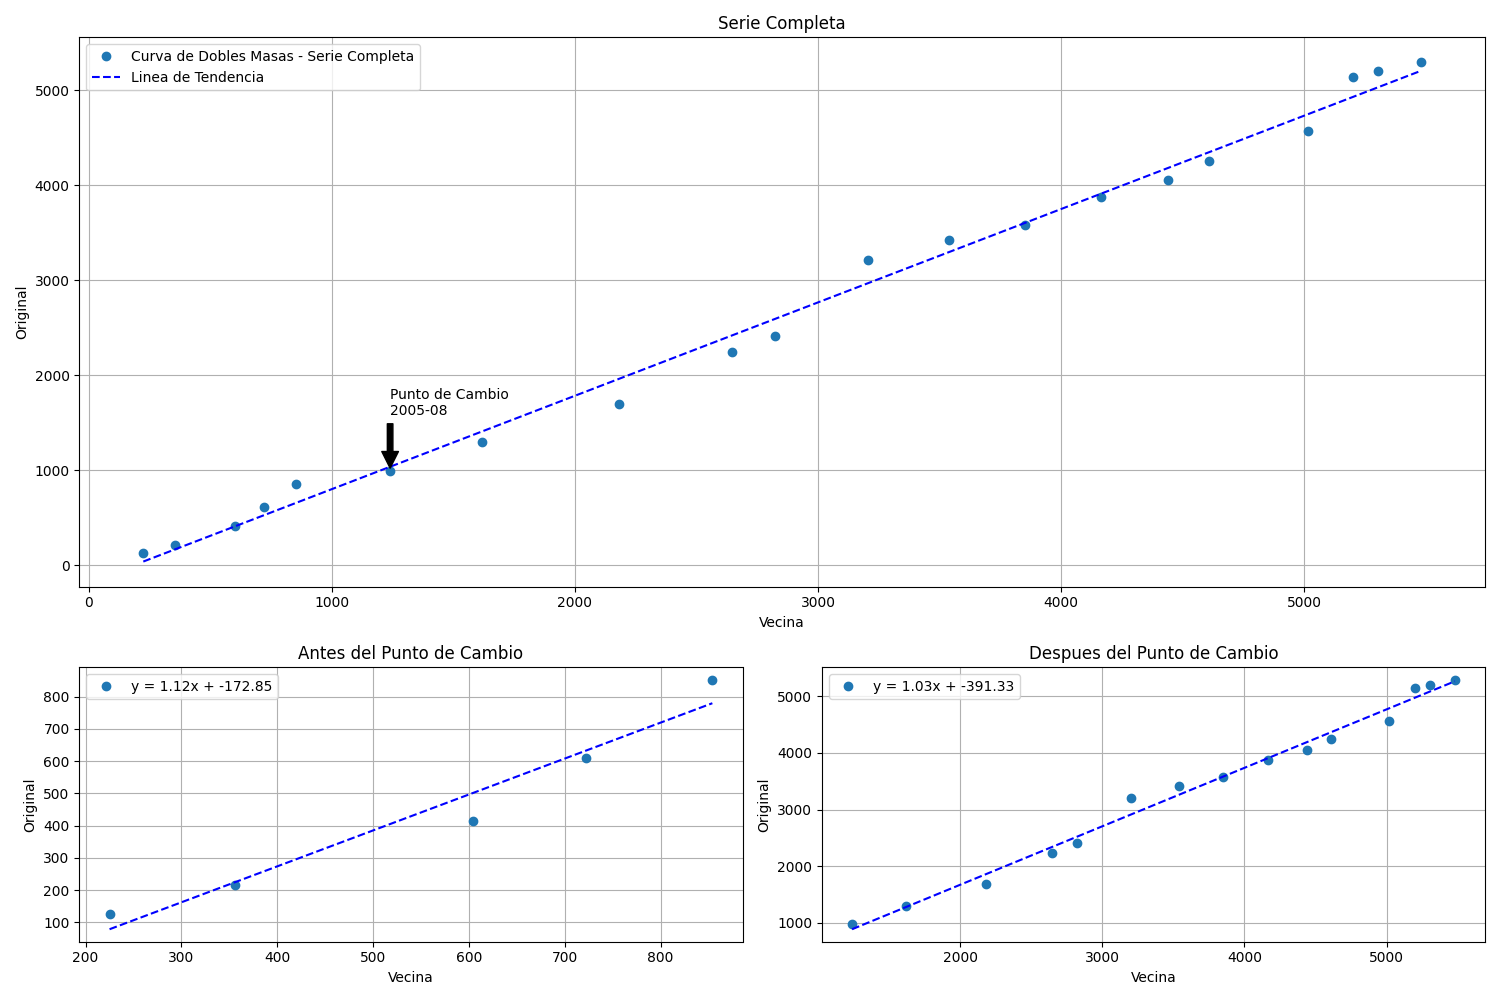 Serie Completa
Curva de Dobles Masas - Serie Completa
Linea de Tendencia
Original
5000
4000
3000
2000
1000
0
Punto de Cambio
2005-08
0 1000 2000 3000 4000 5000
Vecina
Antes del Punto de Cambio
y = 1.12x + -172.85
Original
800
700
600
500
400
300
200
100
200 300 400 500 600 700 800
Vecina
Despues del Punto de Cambio
y = 1.03x + -391.33
Original
5000
4000
3000
2000
1000
2000 3000 4000 5000
Vecina